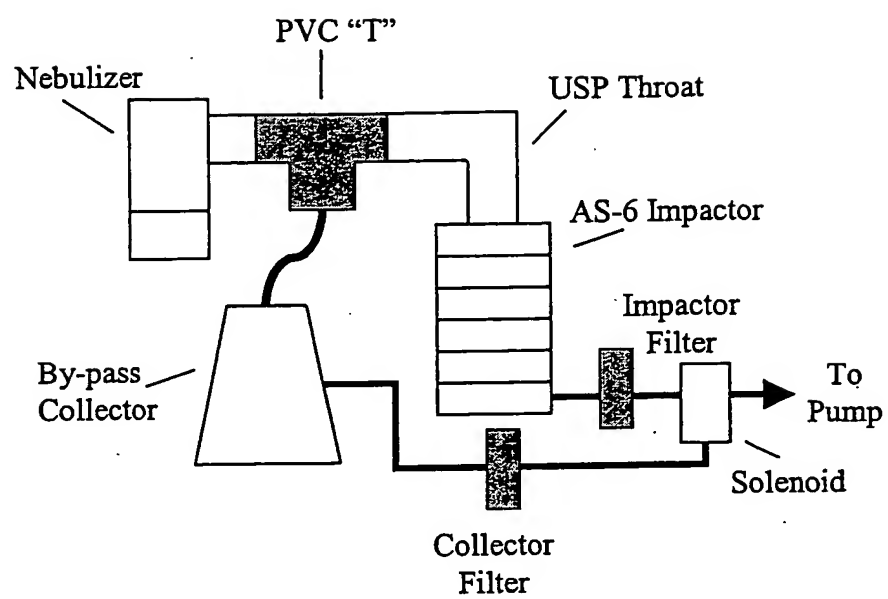 PVC “T”
Nebulizer
USP Throat
AS-6 Impactor
Impactor
Filter
By-pass
Collector
To
Pump
Solenoid
Collector
Filter